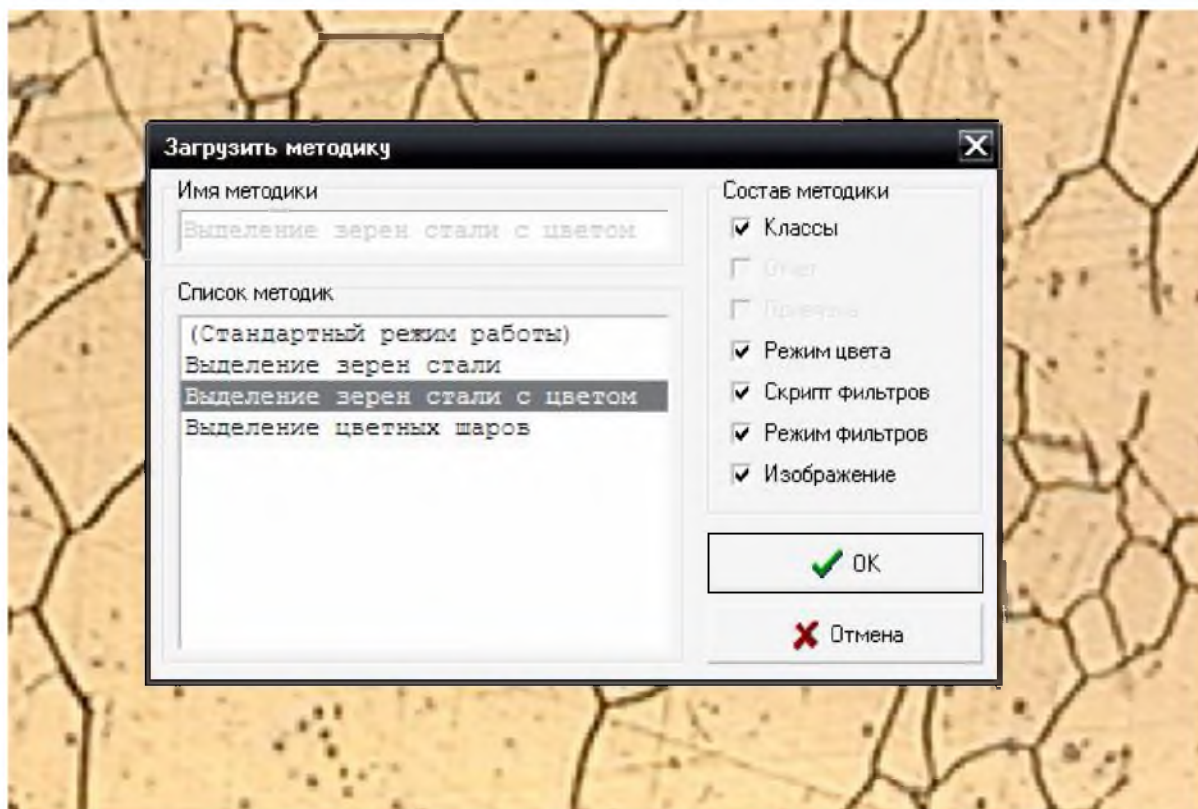 Загрузить методику
Имя методики
Выделение зерен стали с цветом
Список методик
(Стандартный режим работы)
Выделение зерен стали
Выделение зерен стали с цветом
Выделение цветных шаров
Состав методики
Классы
Отчет
Режим цвета
Скрипт фильтров
Режим фильтров
Изображение
OK
Отмена